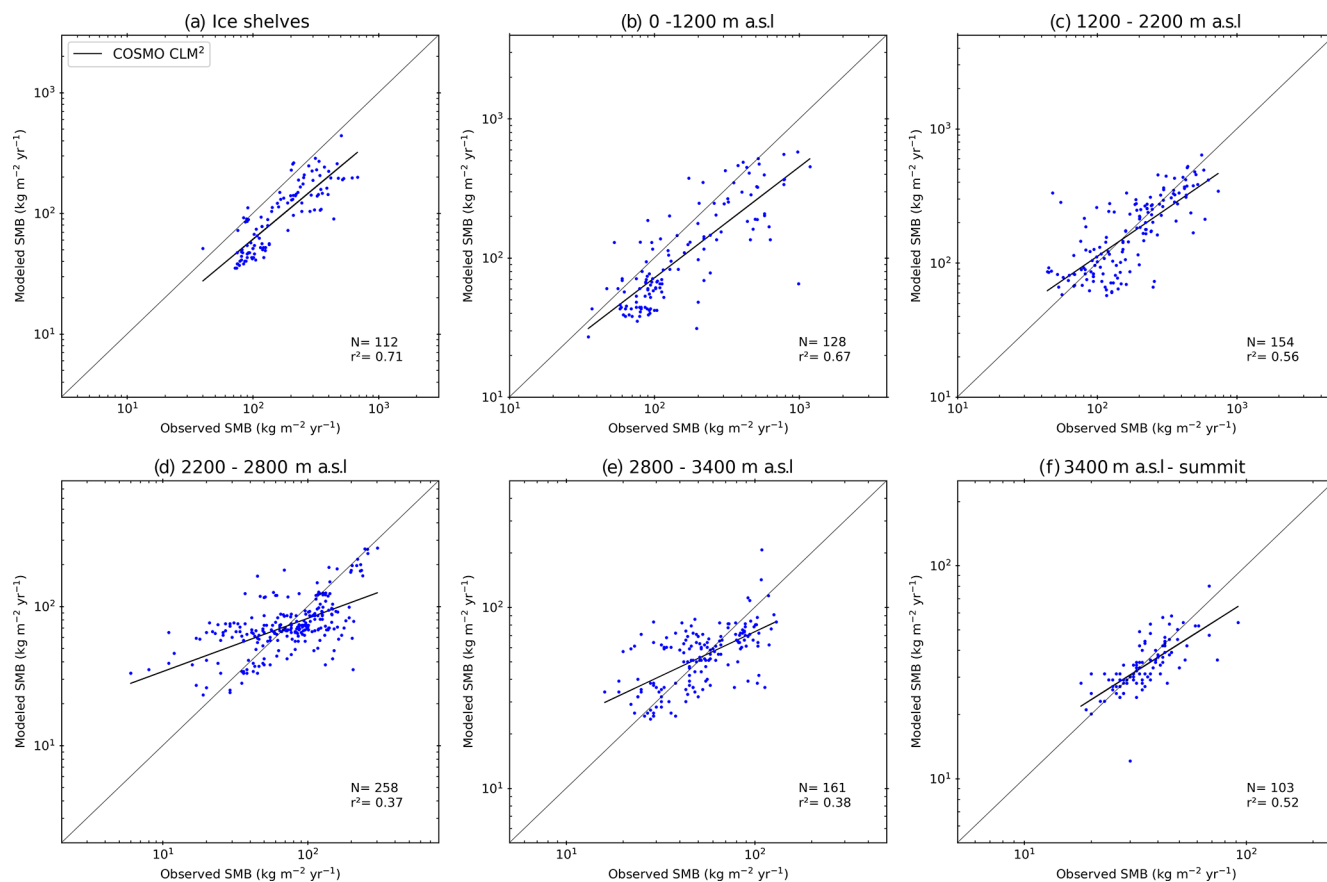 (a) Ice shelves
COSMO CLM²
Modeled SMB (kg m⁻² yr⁻¹)
10³
10²
10¹
N= 112
r²= 0.71
10¹ 10² 10³
Observed SMB (kg m⁻² yr⁻¹)
(b) 0 -1200 m a.s.l
Modeled SMB (kg m⁻² yr⁻¹)
10³
10²
10¹
N= 128
r²= 0.67
10¹ 10² 10³
Observed SMB (kg m⁻² yr⁻¹)
(c) 1200 - 2200 m a.s.l
Modeled SMB (kg m⁻² yr⁻¹)
10³
10²
10¹
N= 154
r²= 0.56
10¹ 10² 10³
Observed SMB (kg m⁻² yr⁻¹)
(d) 2200 - 2800 m a.s.l
Modeled SMB (kg m⁻² yr⁻¹)
10²
10¹
N= 258
r²= 0.37
10¹ 10²
Observed SMB (kg m⁻² yr⁻¹)
(e) 2800 - 3400 m a.s.l
Modeled SMB (kg m⁻² yr⁻¹)
10²
10¹
N= 161
r²= 0.38
10¹ 10²
Observed SMB (kg m⁻² yr⁻¹)
(f) 3400 m a.s.l - summit
Modeled SMB (kg m⁻² yr⁻¹)
10²
10¹
N= 103
r²= 0.52
10¹ 10²
Observed SMB (kg m⁻² yr⁻¹)